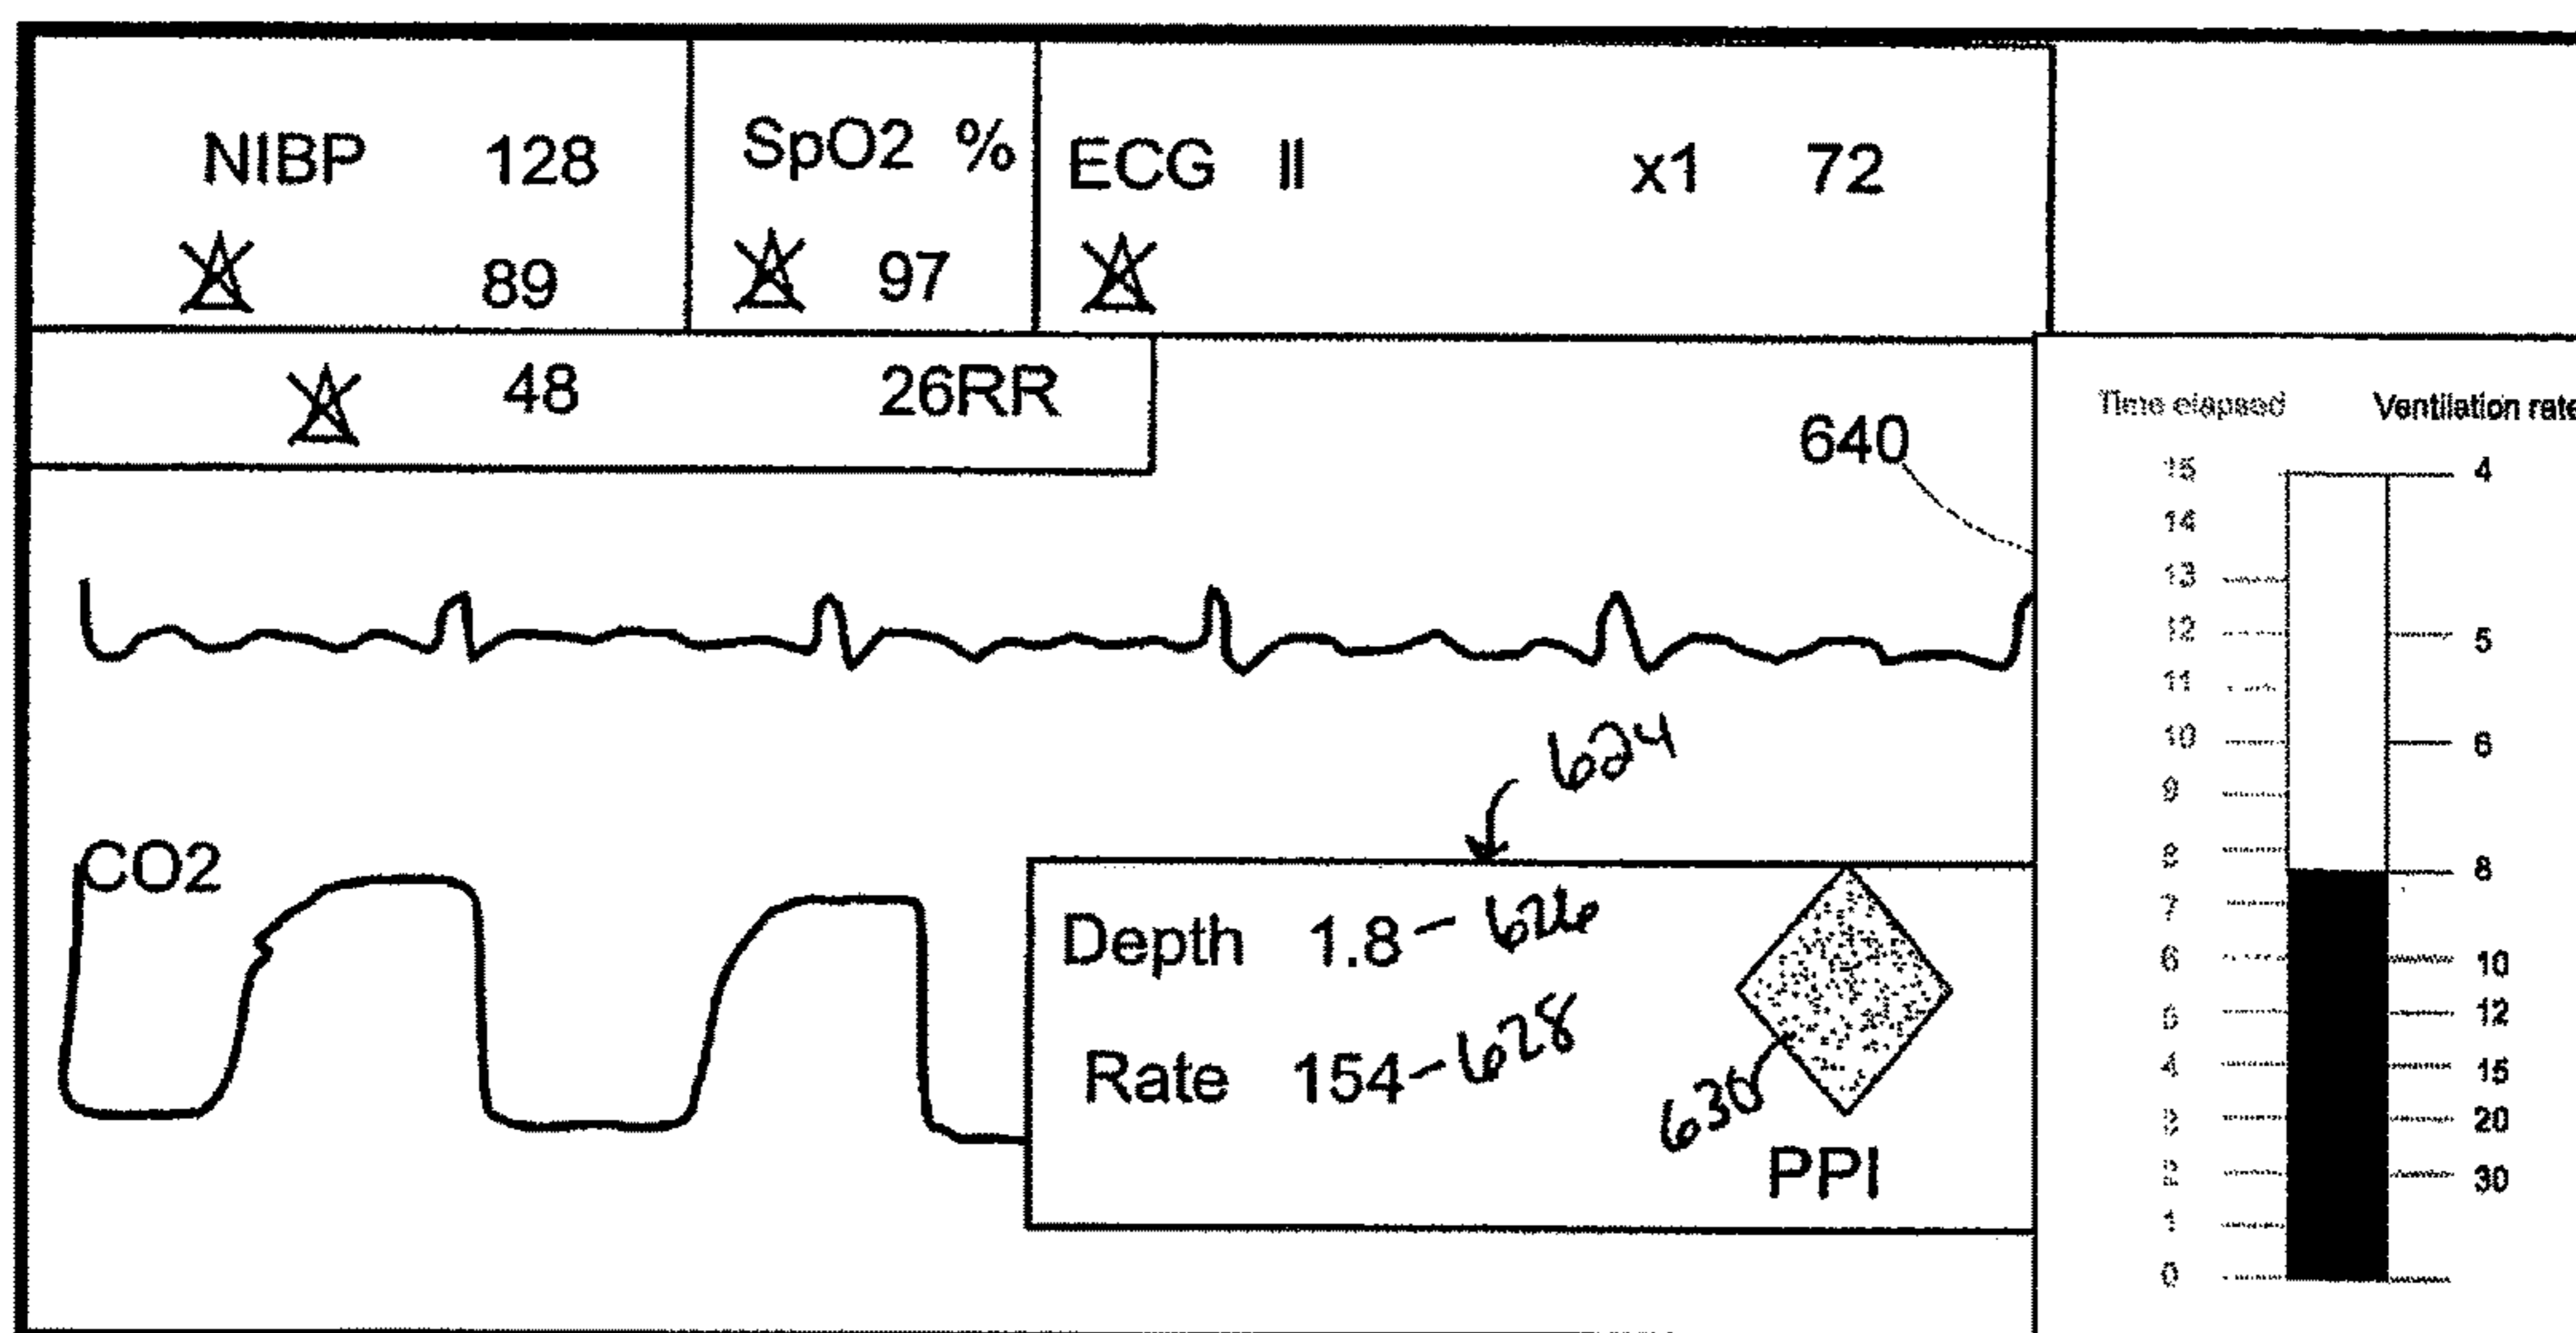 NIBP 128
89
SpO2 %
97
ECG II x1 72
48 26RR
640
624
CO2
Depth 1.8 - 626
Rate 154 - 628
630
PPI
Time elapsed Ventilation rate
15 4
14
13
12 5
11
10 6
9
8 8
7
6 10
5 12
4 15
3 20
2 30
1
0